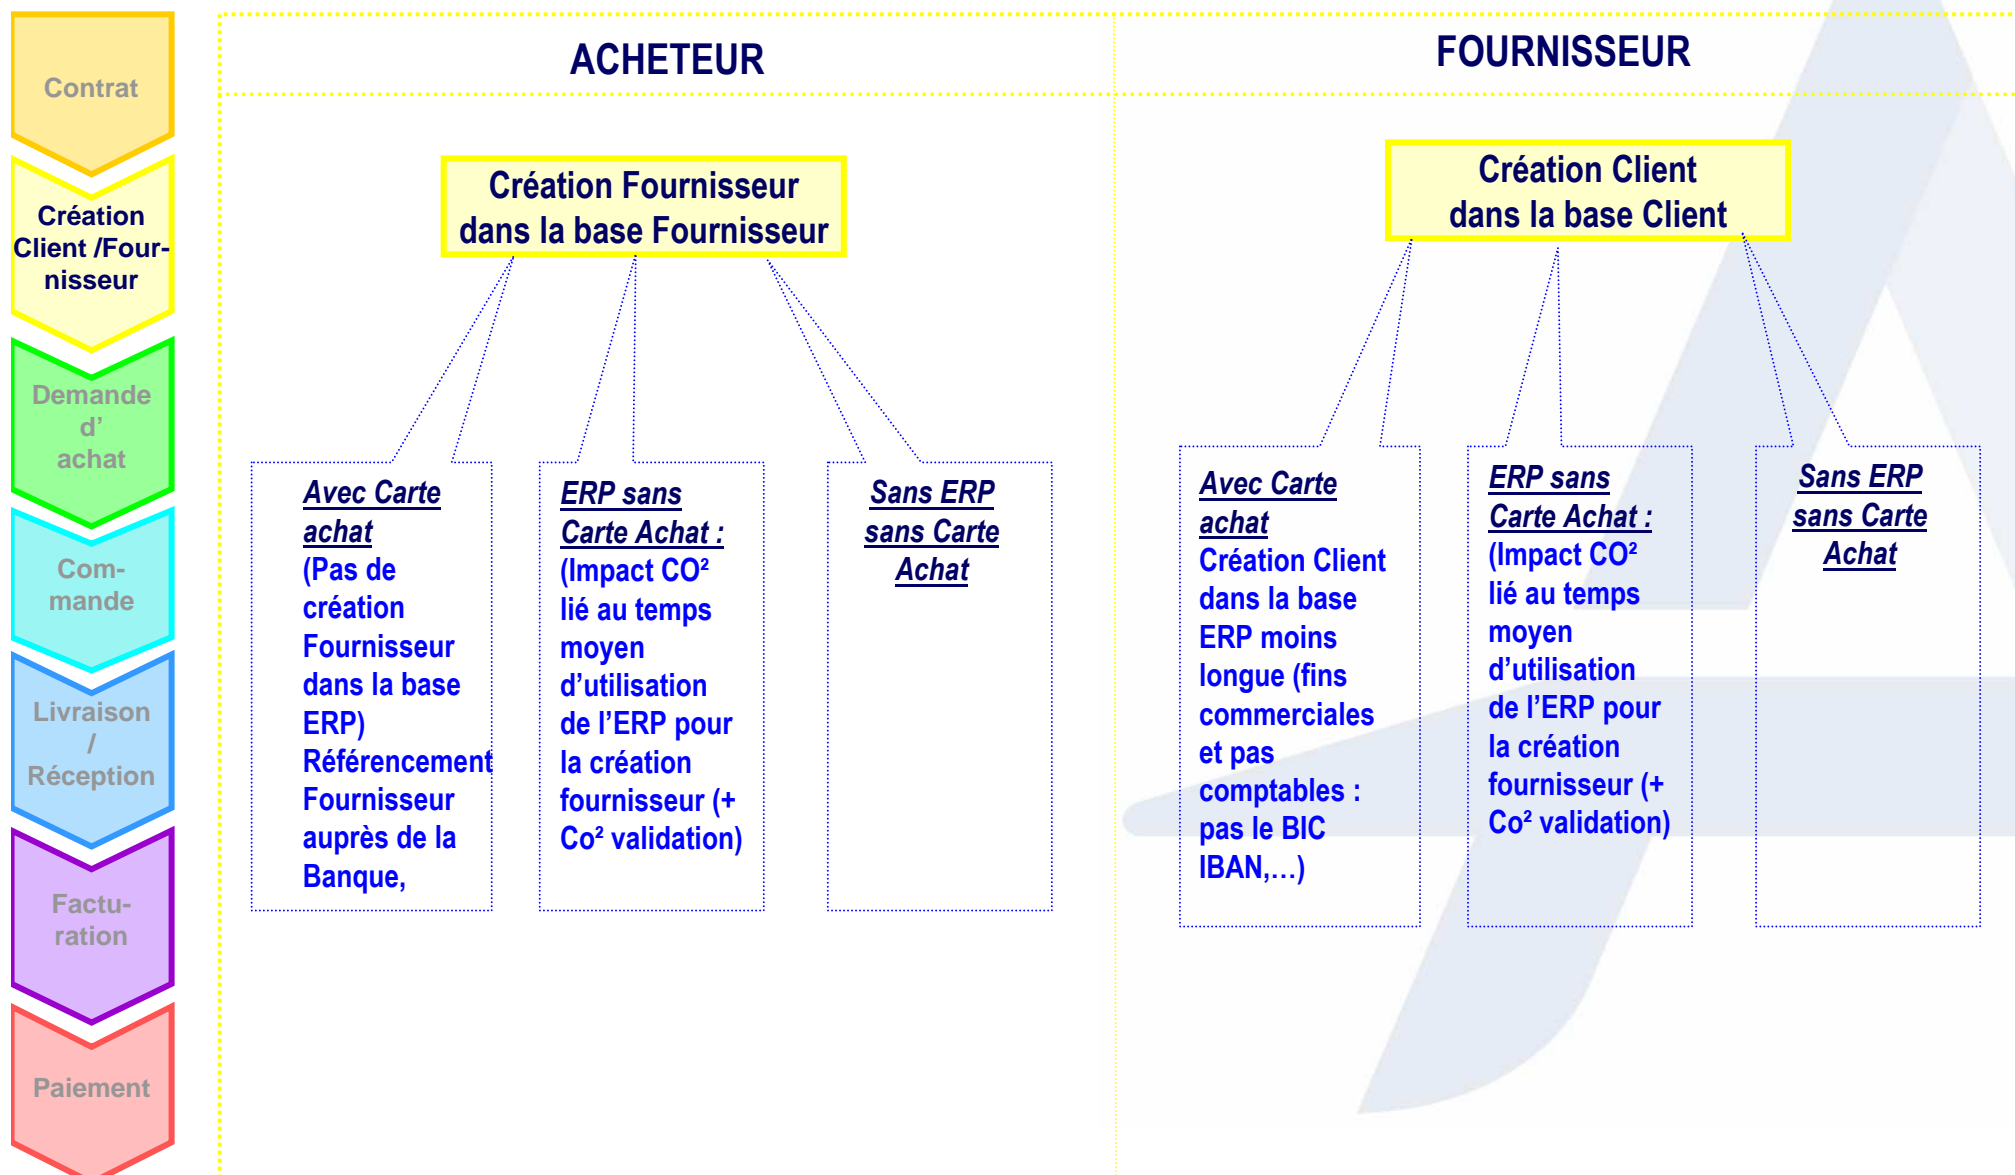 Contrat
Création
Client /Four-
nisseur
Demande
d'
achat
Com-
mande
Livraison
/
Réception
Factu-
ration
Paiement
ACHETEUR
Création Fournisseur
dans la base Fournisseur
Avec Carte
achat
(Pas de
création
Fournisseur
dans la base
ERP)
Référencement
Fournisseur
auprès de la
Banque,
ERP sans
Carte Achat :
(Impact CO²
lié au temps
moyen
d’utilisation
de l’ERP pour
la création
fournisseur (+
Co² validation)
Sans ERP
sans Carte
Achat
FOURNISSEUR
Création Client
dans la base Client
Avec Carte
achat
Création Client
dans la base
ERP moins
longue (fins
commerciales
et pas
comptables :
pas le BIC
IBAN,…)
ERP sans
Carte Achat :
(Impact CO²
lié au temps
moyen
d’utilisation
de l’ERP pour
la création
fournisseur (+
Co² validation)
Sans ERP
sans Carte
Achat